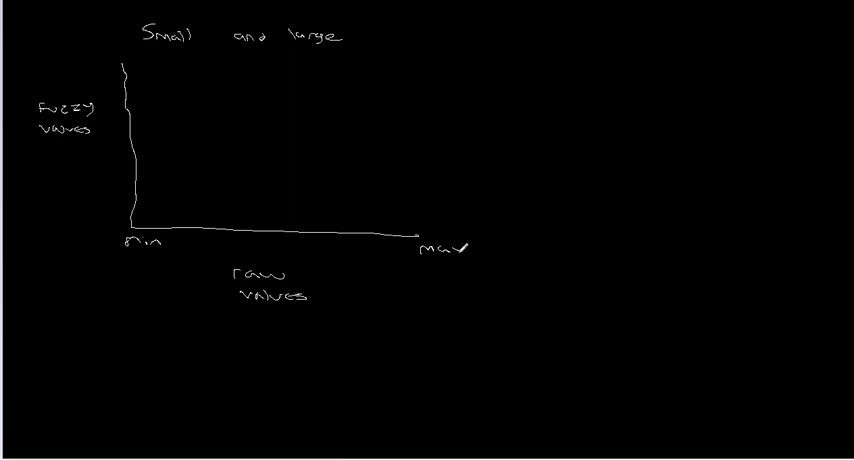 Small and large
Fuzzy
values
min
max
raw
values